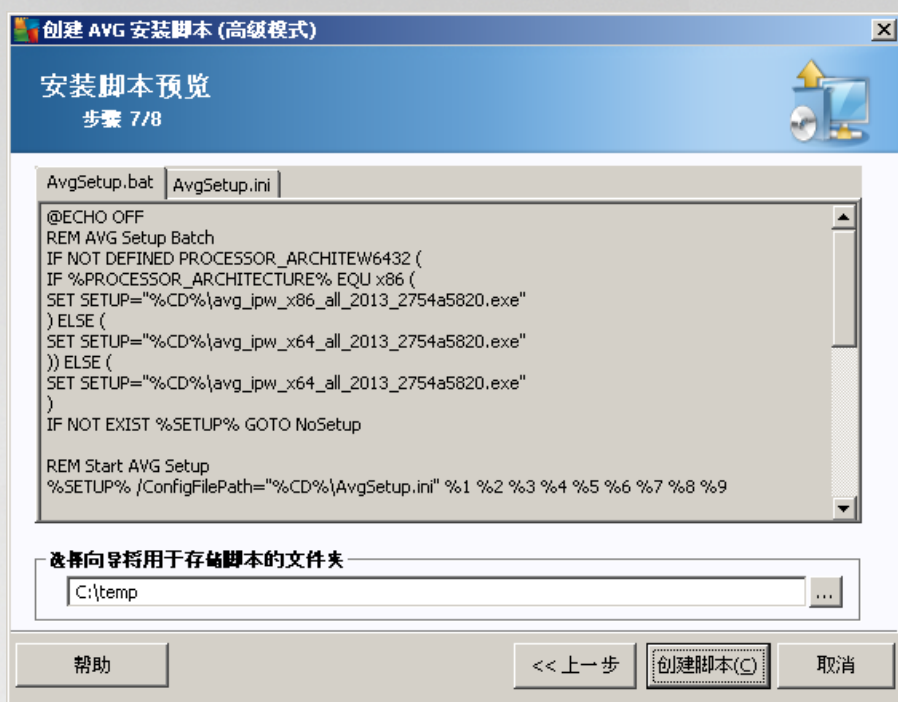 创建 AVG 安装脚本 (高级模式)
安装脚本预览
步骤 7/8
AvgSetup.bat
AvgSetup.ini
@ECHO OFF
REM AVG Setup Batch
IF NOT DEFINED PROCESSOR_ARCHITEW6432 (
IF %PROCESSOR_ARCHITECTURE% EQU x86 (
SET SETUP="%CD%\avg_ipw_x86_all_2013_2754a5820.exe"
) ELSE (
SET SETUP="%CD%\avg_ipw_x64_all_2013_2754a5820.exe"
)) ELSE (
SET SETUP="%CD%\avg_ipw_x64_all_2013_2754a5820.exe"
)
IF NOT EXIST %SETUP% GOTO NoSetup
REM Start AVG Setup
%SETUP% /ConfigFilePath="%CD%\AvgSetup.ini" %1 %2 %3 %4 %5 %6 %7 %8 %9
选择向导将用于存储脚本的文件夹
C:\temp
...
帮助
<< 上一步
创建脚本(C)
取消